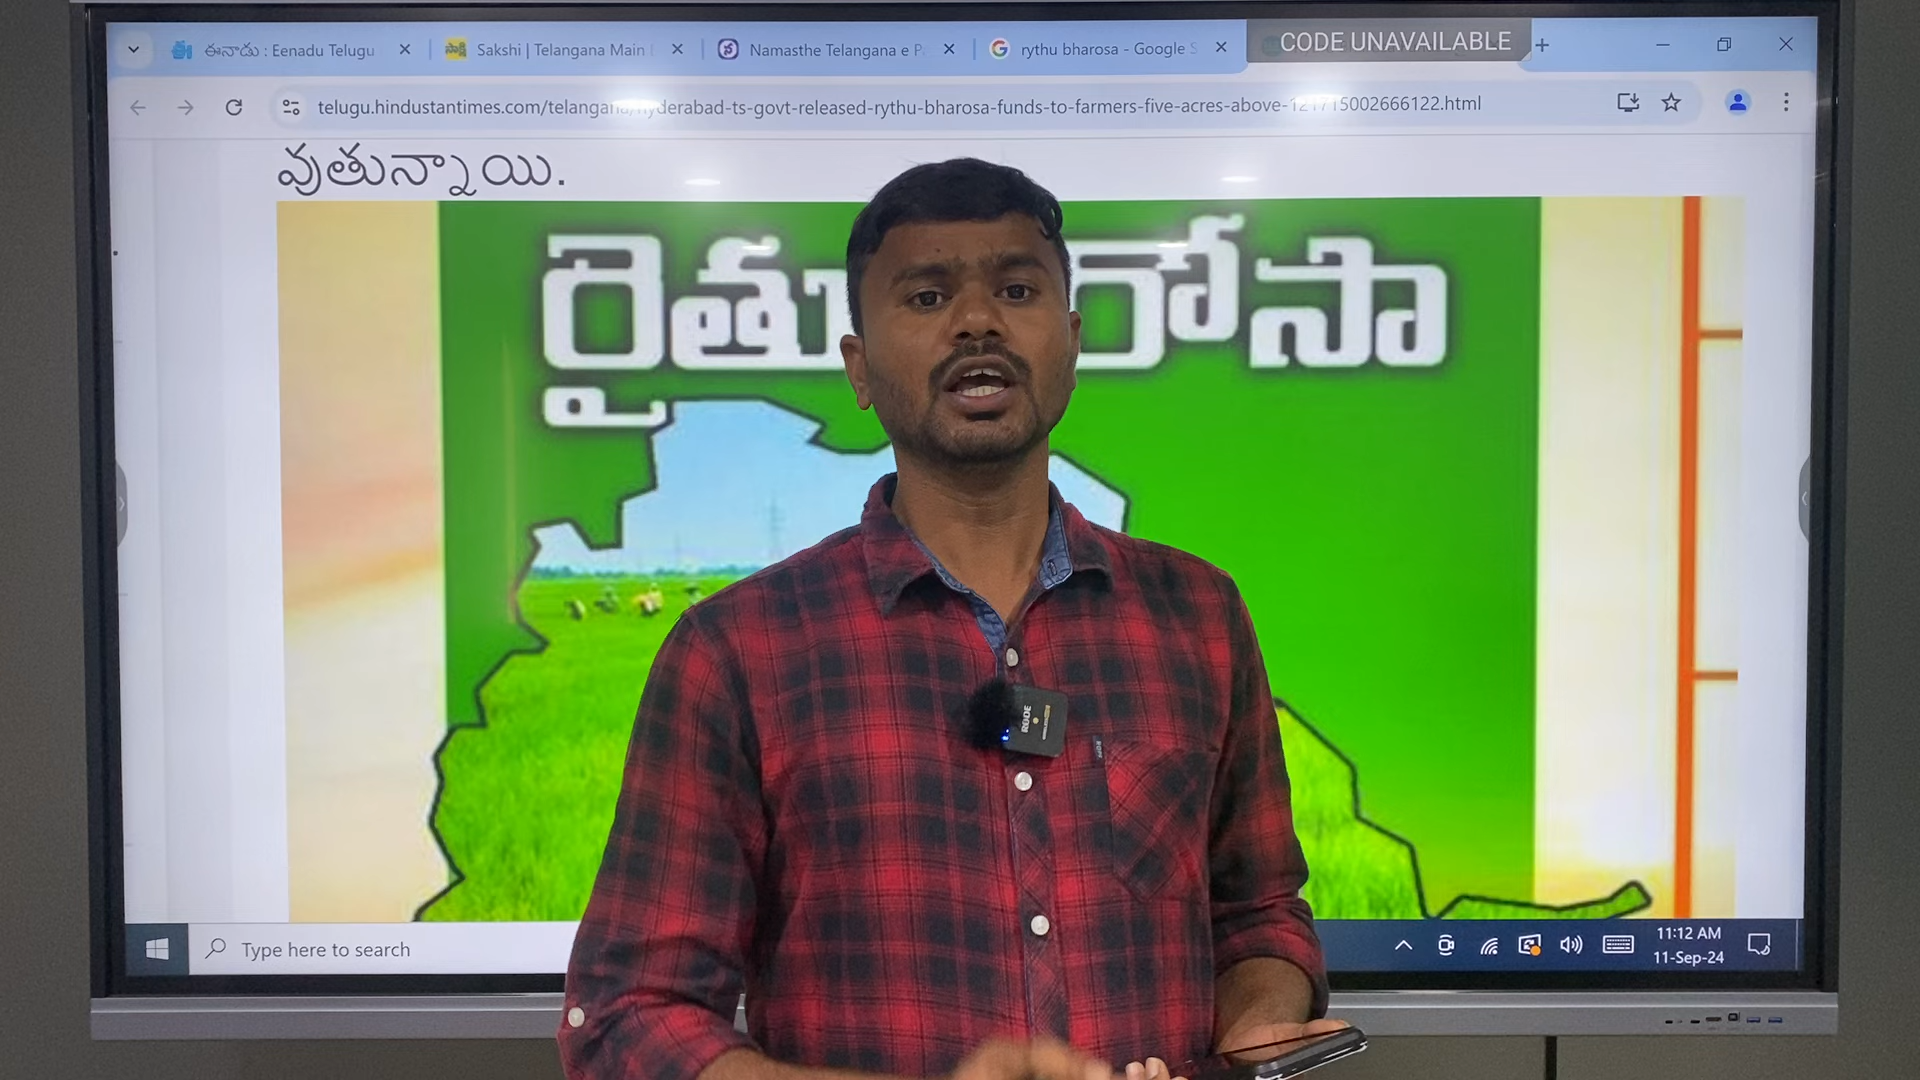 ఈనాడు : Eenadu Telugu
Sakshi | Telangana Main
Namasthe Telangana e P
rythu bharosa - Google S
CODE UNAVAILABLE
telugu.hindustantimes.com/telangana/hyderabad-ts-govt-released-rythu-bharosa-funds-to-farmers-five-acres-above-121715002666122.html
వుతున్నాయి.
రైతు రోసా
RODE
Type here to search
11:12 AM
11-Sep-24